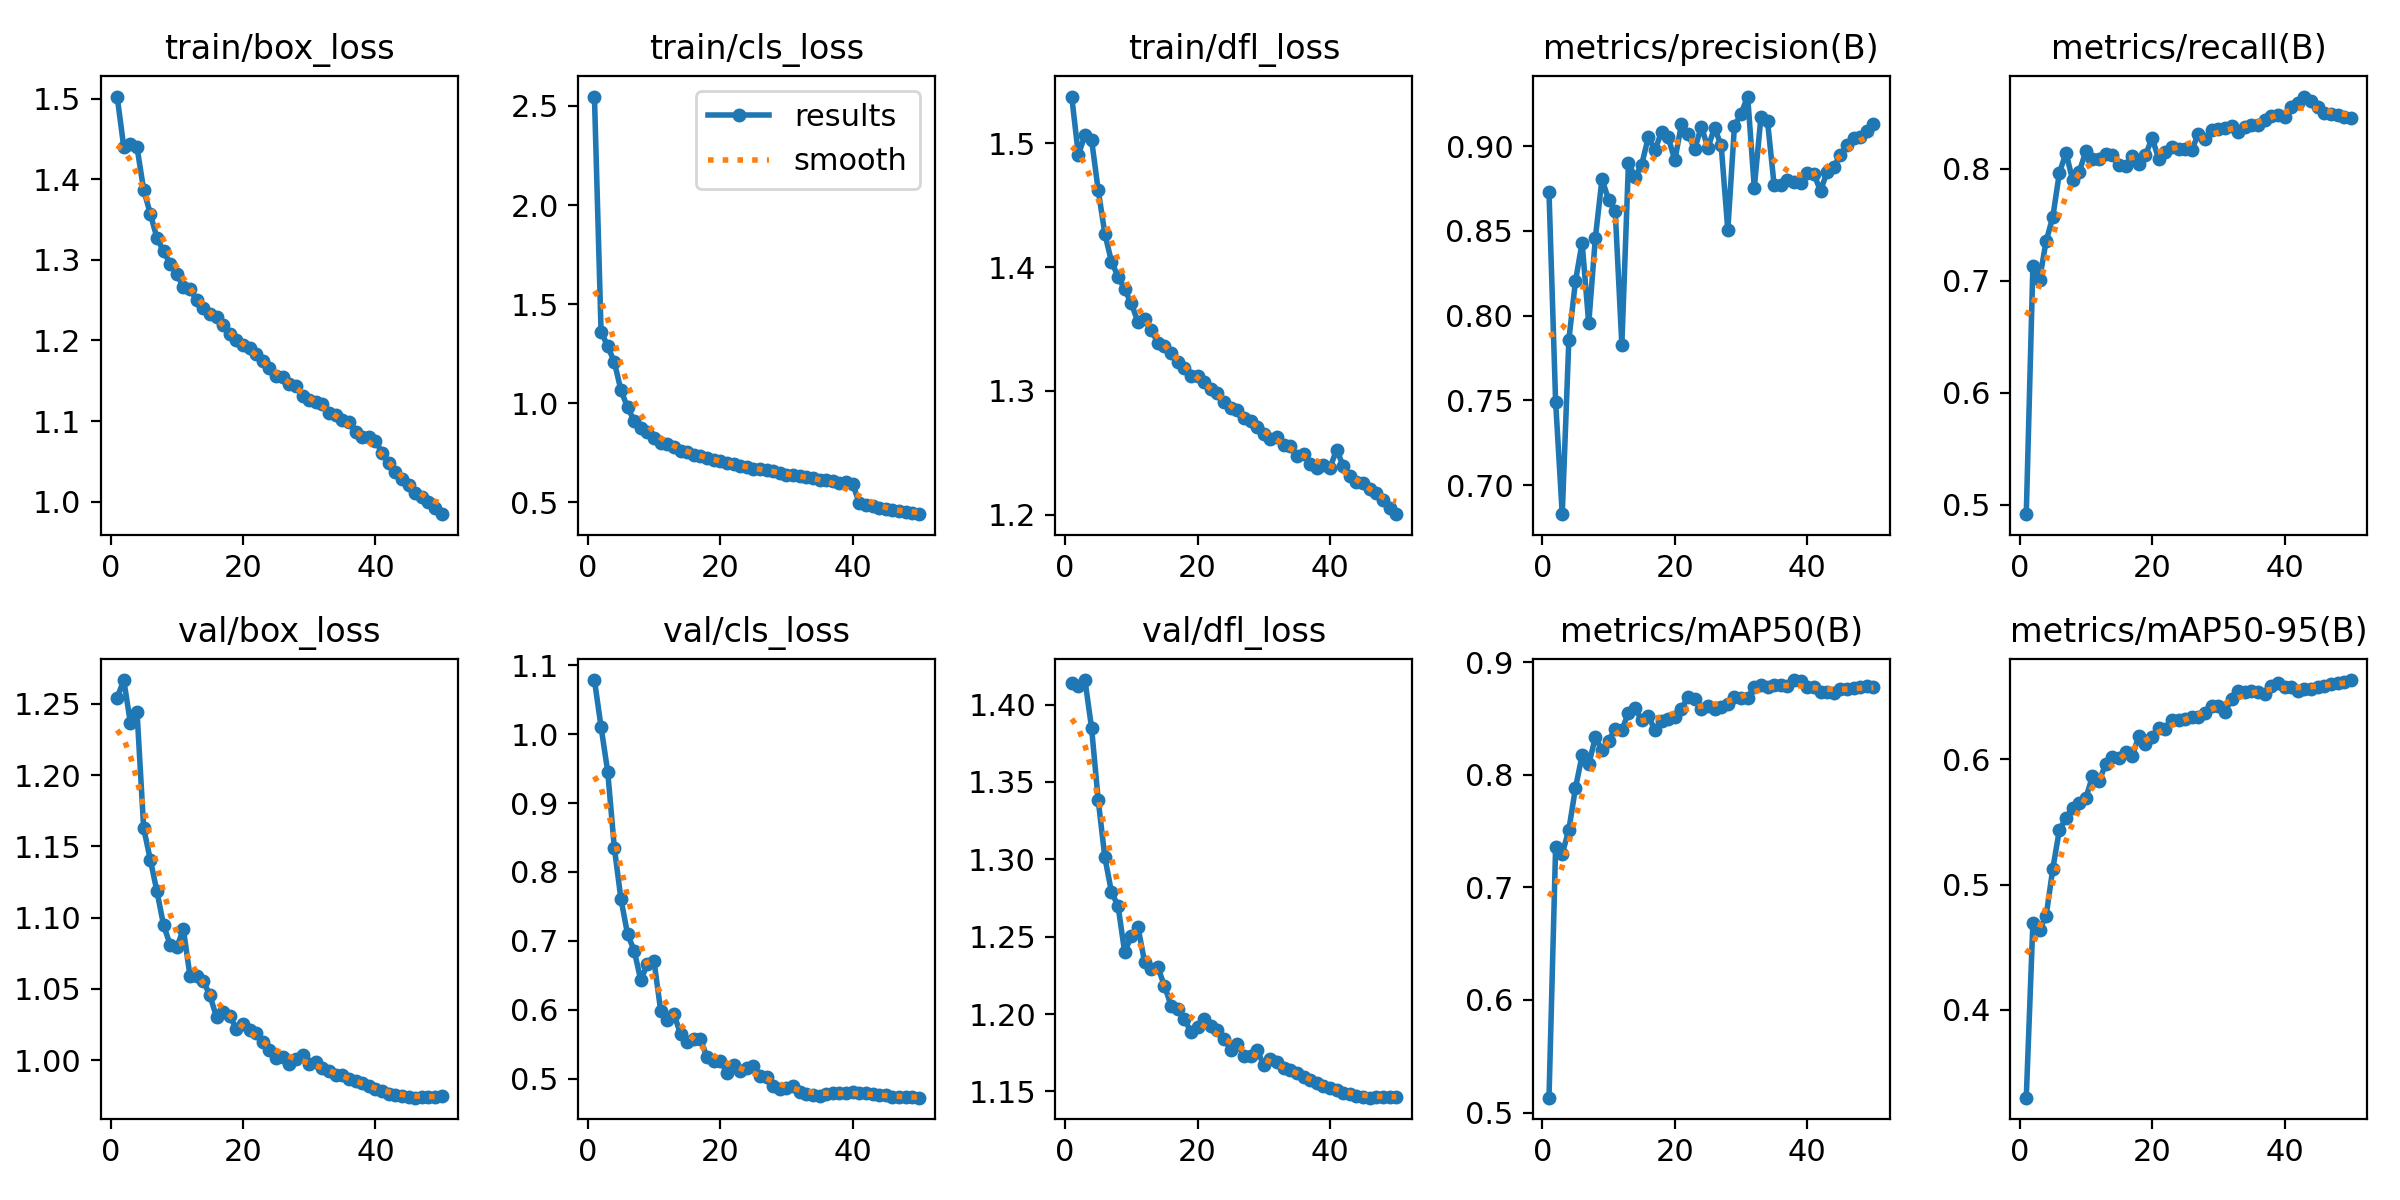 train/box_loss
1.5
1.4
1.3
1.2
1.1
1.0
0 20 40
train/cls_loss
results
smooth
2.5
2.0
1.5
1.0
0.5
0 20 40
train/dfl_loss
1.5
1.4
1.3
1.2
0 20 40
metrics/precision(B)
0.90
0.85
0.80
0.75
0.70
0 20 40
metrics/recall(B)
0.8
0.7
0.6
0.5
0 20 40
val/box_loss
1.25
1.20
1.15
1.10
1.05
1.00
0 20 40
val/cls_loss
1.1
1.0
0.9
0.8
0.7
0.6
0.5
0 20 40
val/dfl_loss
1.40
1.35
1.30
1.25
1.20
1.15
0 20 40
metrics/mAP50(B)
0.9
0.8
0.7
0.6
0.5
0 20 40
metrics/mAP50-95(B)
0.6
0.5
0.4
0 20 40